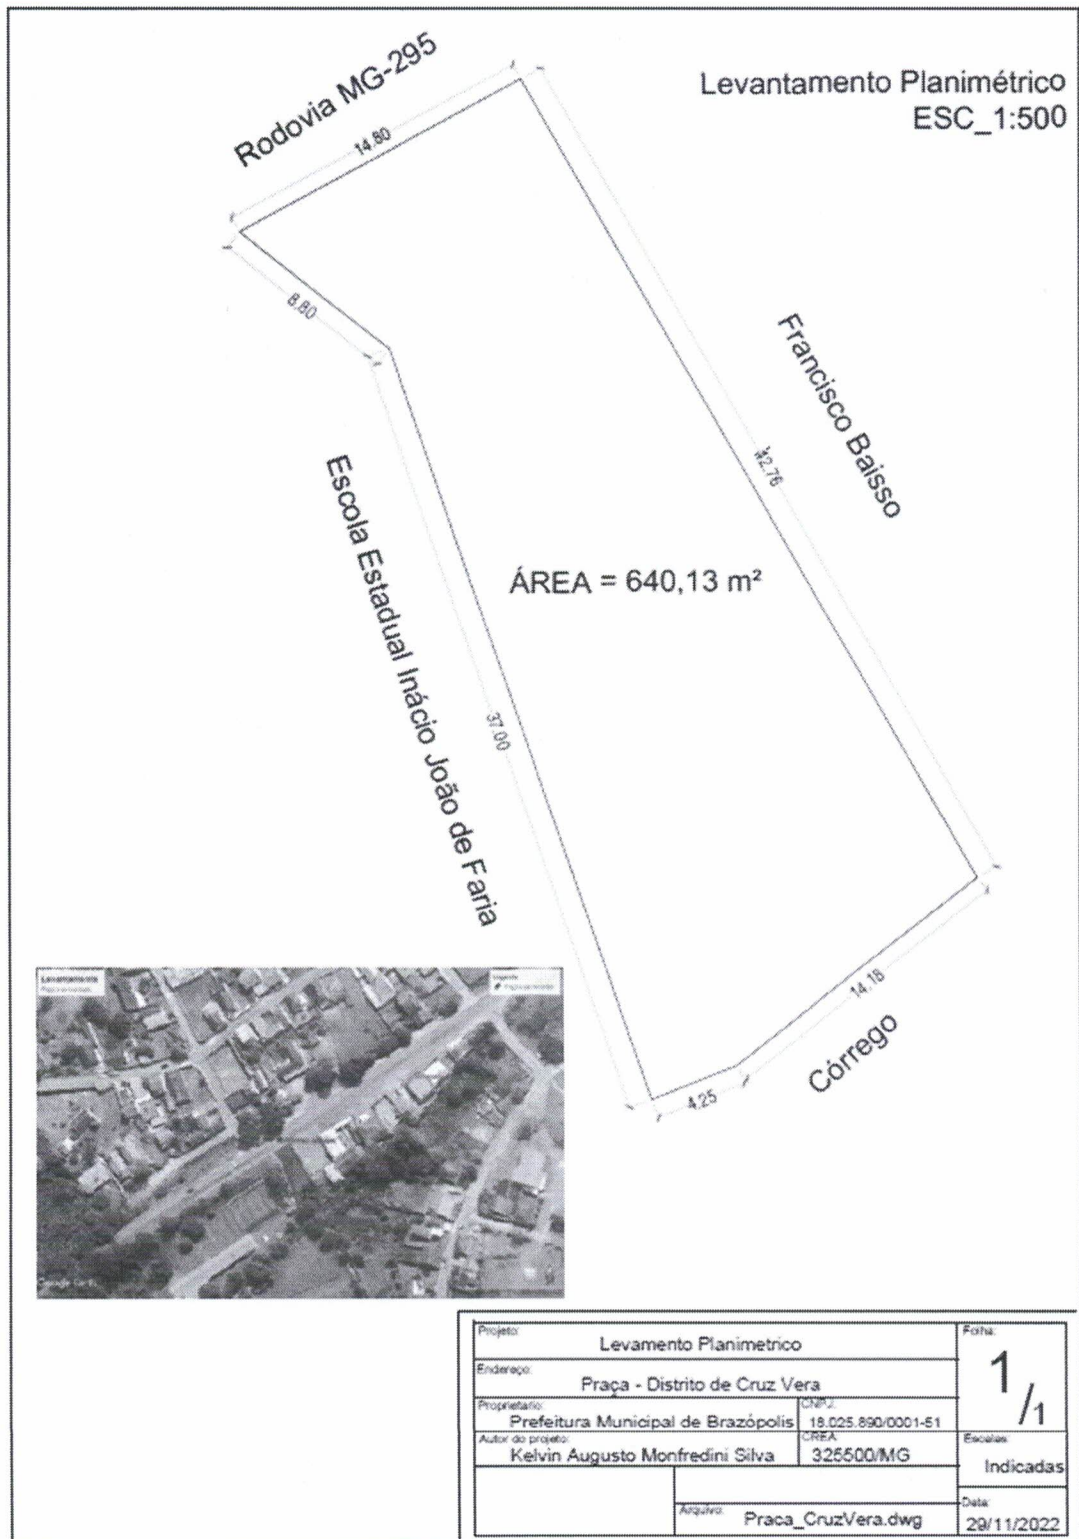 Levantamento Planimétrico
ESC_1:500
Rodovia MG-295
14.80
8.80
Francisco Baisso
42.76
Escola Estadual Inácio João de Faria
37.00
ÁREA = 640,13 m²
14.18
Córrego
4.25
Levantamento
Projeto:
Levamento Planimetrico
Folha:
1/1
Endereço:
Praça - Distrito de Cruz Vera
Proprietario:
Prefeitura Municipal de Brazópolis
CNPJ:
18.025.890/0001-51
Autor do projeto:
Kelvin Augusto Monfredini Silva
CREA
325500/MG
Escalas:
Indicadas
Arquivo:
Praca_CruzVera.dwg
Data:
29/11/2022